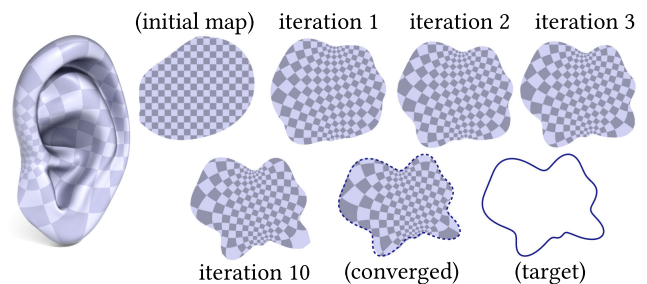 (initial map) iteration 1 iteration 2 iteration 3
iteration 10 (converged) (target)